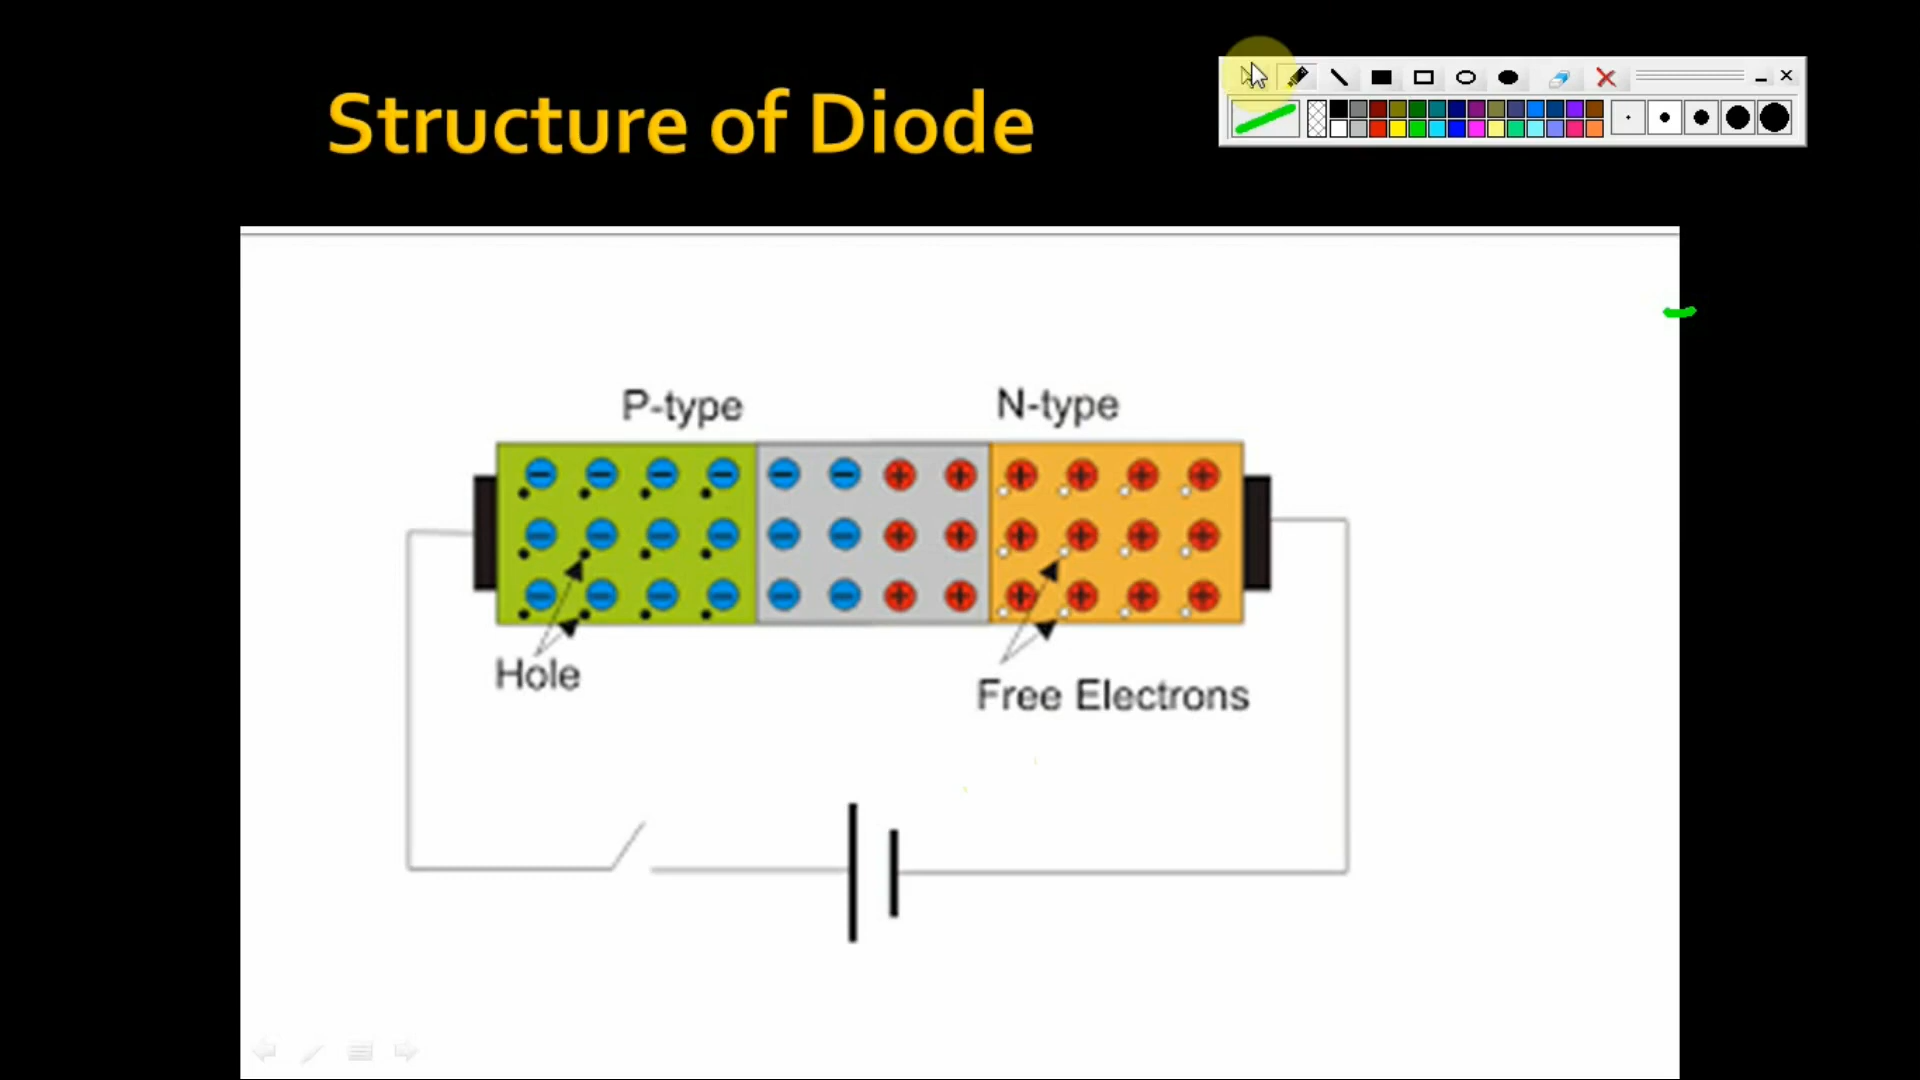 Structure of Diode
P-type
N-type
Hole
Free Electrons